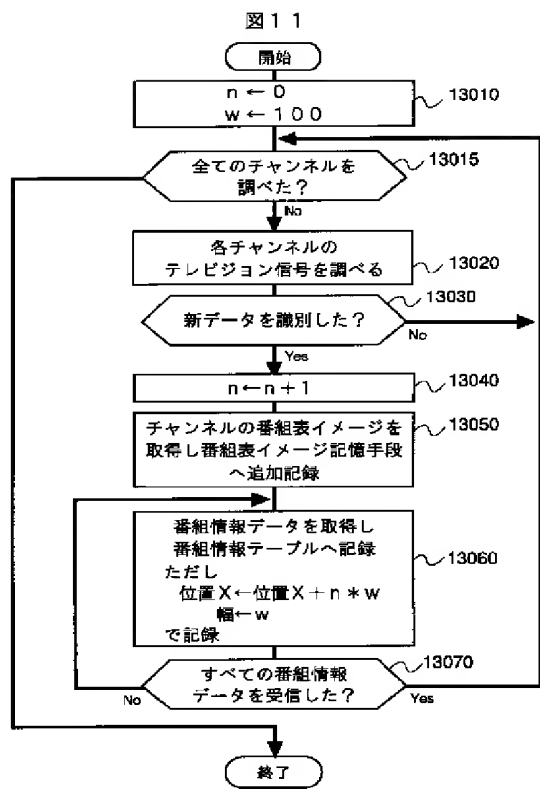 図１１
開始
ｎ←０
ｗ←１００
13010
全てのチャンネルを
調べた？
13015
No
各チャンネルの
テレビジョン信号を調べる
13020
新データを識別した？
13030
No
Yes
ｎ←ｎ＋１
13040
チャンネルの番組表イメージを
取得し番組表イメージ記憶手段
へ追加記録
13050
番組情報データを取得し
番組情報テーブルへ記録
ただし
位置Ｘ←位置Ｘ＋ｎ＊ｗ
幅←ｗ
で記録
13060
すべての番組情報
データを受信した？
13070
No
Yes
終了